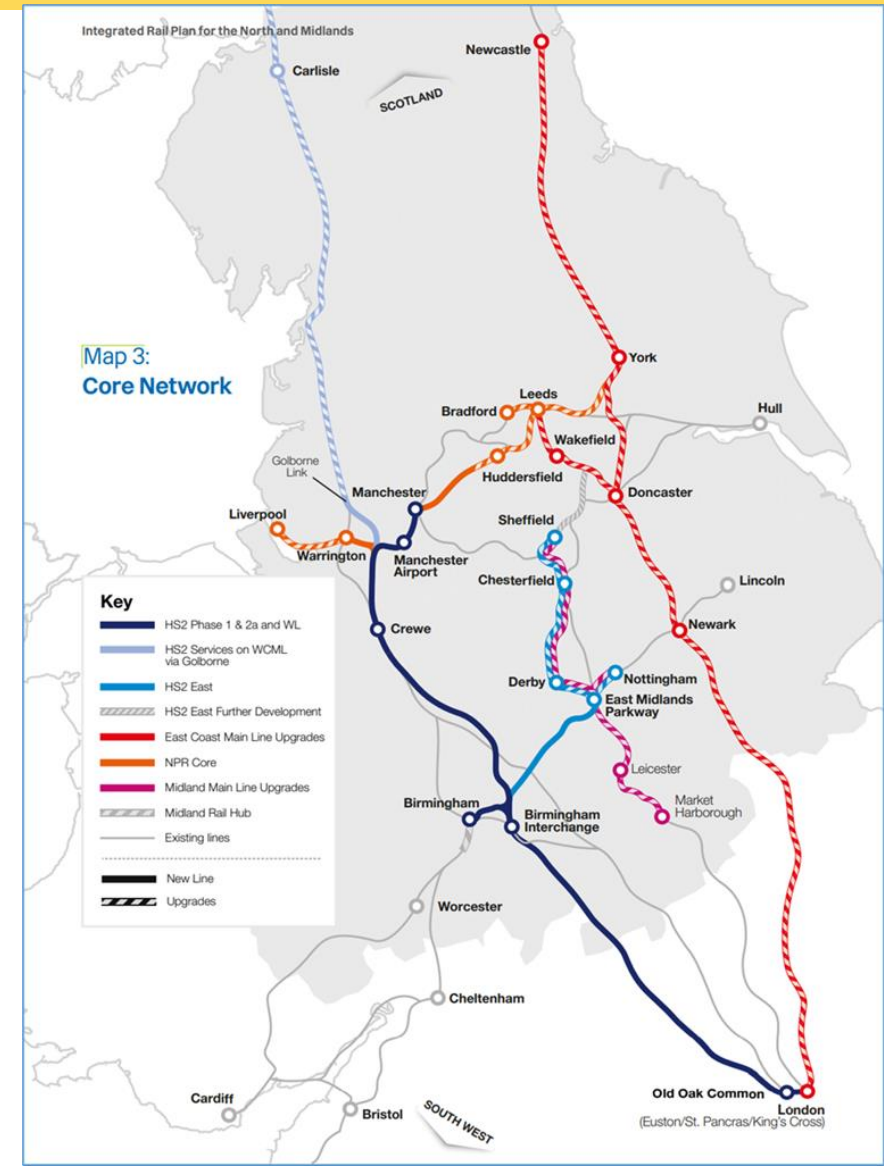 Integrated Rail Plan for the North and Midlands
Newcastle
Carlisle
SCOTLAND
Map 3:
Core Network
York
Leeds
Bradford
Hull
Wakefield
Golborne
Link
Huddersfield
Manchester
Doncaster
Liverpool
Sheffield
Warrington
Manchester
Airport
Chesterfield
Lincoln
Key
HS2 Phase 1 & 2a and WL
HS2 Services on WCML
via Golborne
HS2 East
HS2 East Further Development
East Coast Main Line Upgrades
NPR Core
Midland Main Line Upgrades
Midland Rail Hub
Existing lines
New Line
Upgrades
Crewe
Newark
Derby
Nottingham
East Midlands
Parkway
Leicester
Market
Harborough
Birmingham
Birmingham
Interchange
Worcester
Cheltenham
Cardiff
Bristol
SOUTH WEST
Old Oak Common
London
(Euston/St. Pancras/King's Cross)